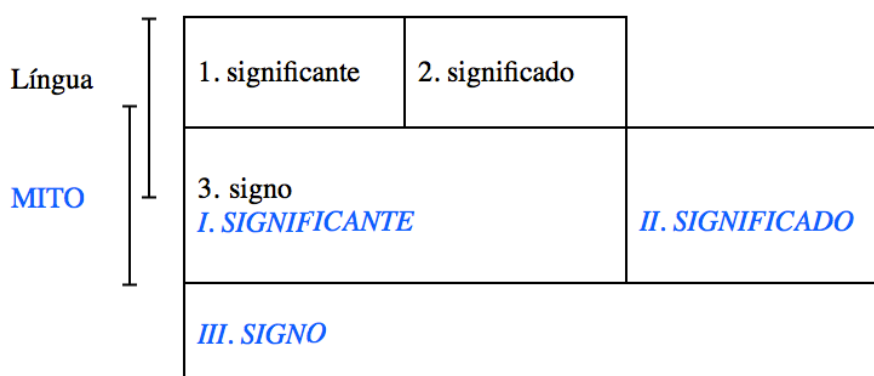 Língua
1. significante
2. significado
MITO
3. signo
I. SIGNIFICANTE
II. SIGNIFICADO
III. SIGNO